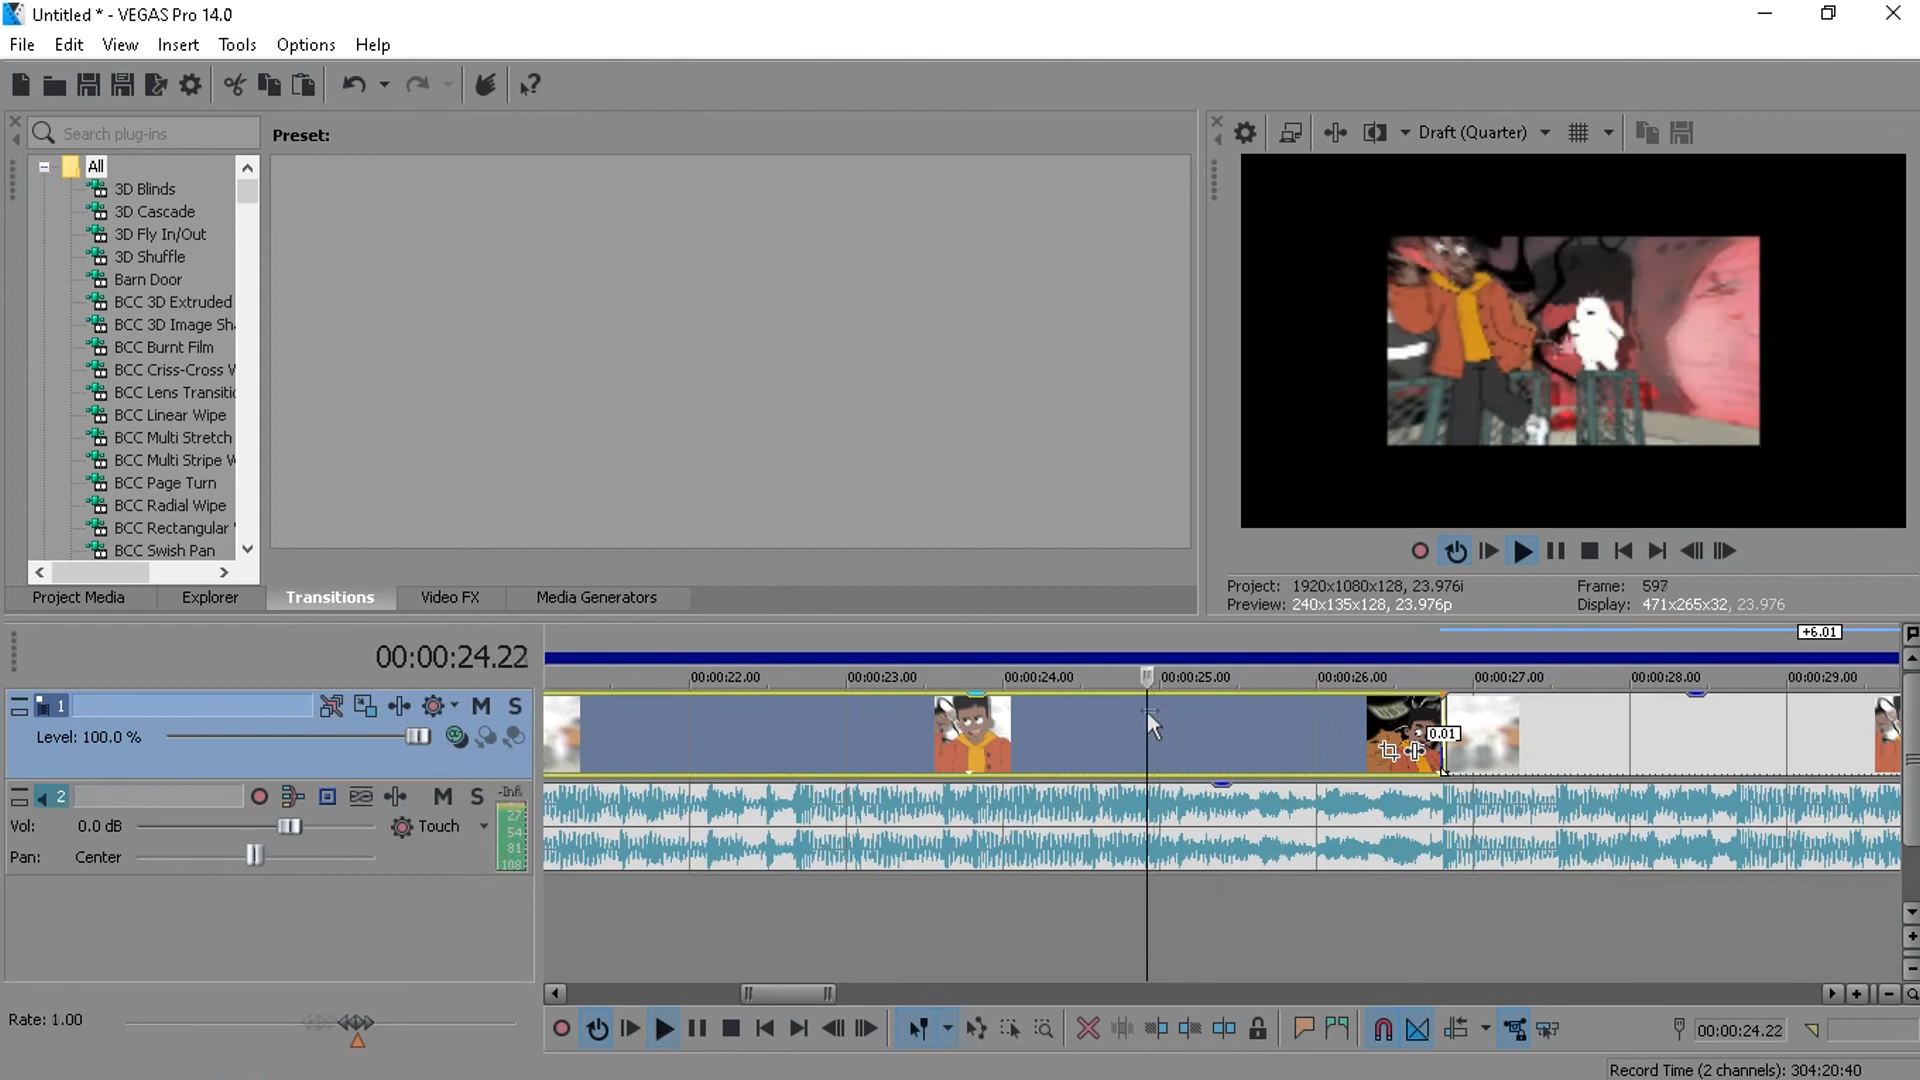 Untitled * - VEGAS Pro 14.0
File Edit View Insert Tools Options Help
Search plug-ins
Preset:
Draft (Quarter)
All
3D Blinds
3D Cascade
3D Fly In/Out
3D Shuffle
Barn Door
BCC 3D Extruded
BCC 3D Image Sh
BCC Burnt Film
BCC Criss-Cross W
BCC Lens Transitio
BCC Linear Wipe
BCC Multi Stretch
BCC Multi Stripe W
BCC Page Turn
BCC Radial Wipe
BCC Rectangular
BCC Swish Pan
Project: 1920x1080x128, 23.976i Frame: 597
Preview: 240x135x128, 23.976p Display: 471x265x32, 23.976
Project Media Explorer Transitions Video FX Media Generators
00:00:24.22
+6.01
00:00:22.00 00:00:23.00 00:00:24.00 00:00:25.00 00:00:26.00 00:00:27.00 00:00:28.00 00:00:29.00
1 M S
Level: 100.0 %
0.01
2 M S -Inf.
Vol: 0.0 dB Touch
Pan: Center
27
54
81
108
Rate: 1.00
00:00:24.22
Record Time (2 channels): 304:20:40